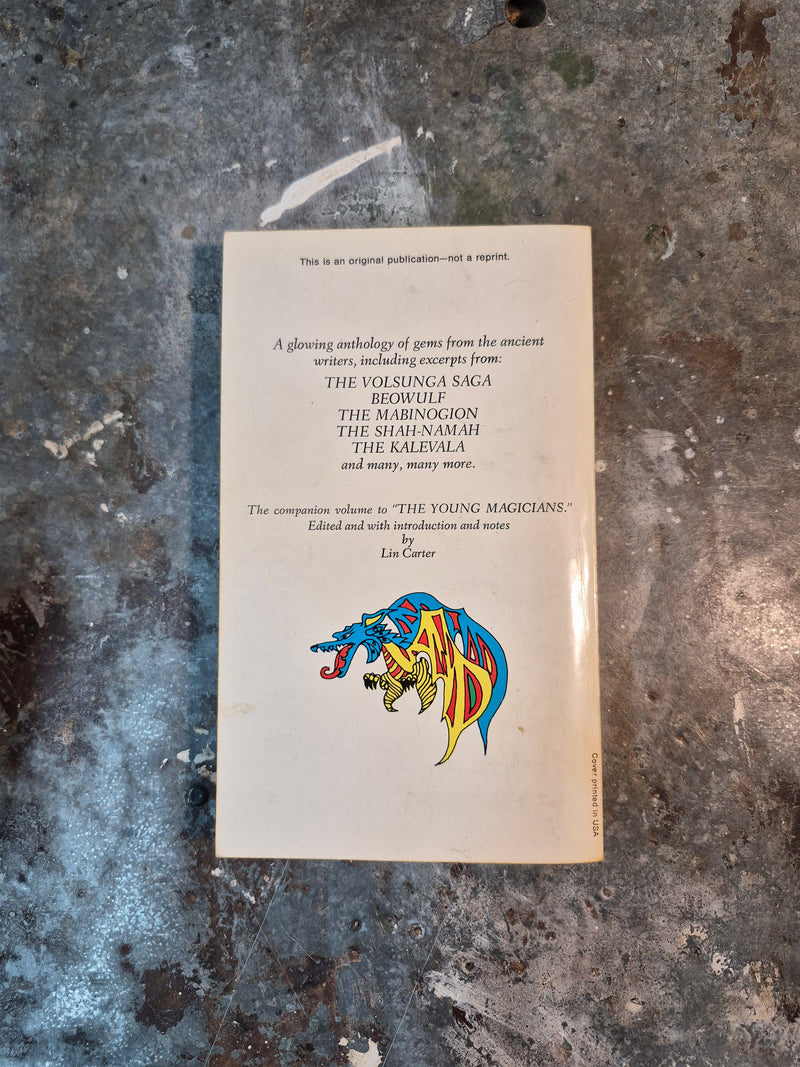 This is an original publication—not a reprint.
A glowing anthology of gems from the ancient
writers, including excerpts from:
THE VOLSUNGA SAGA
BEOWULF
THE MABINOGION
THE SHAH-NAMAH
THE KALEVALA
and many, many more.
The companion volume to "THE YOUNG MAGICIANS."
Edited and with introduction and notes
by
Lin Carter
Cover printed in USA